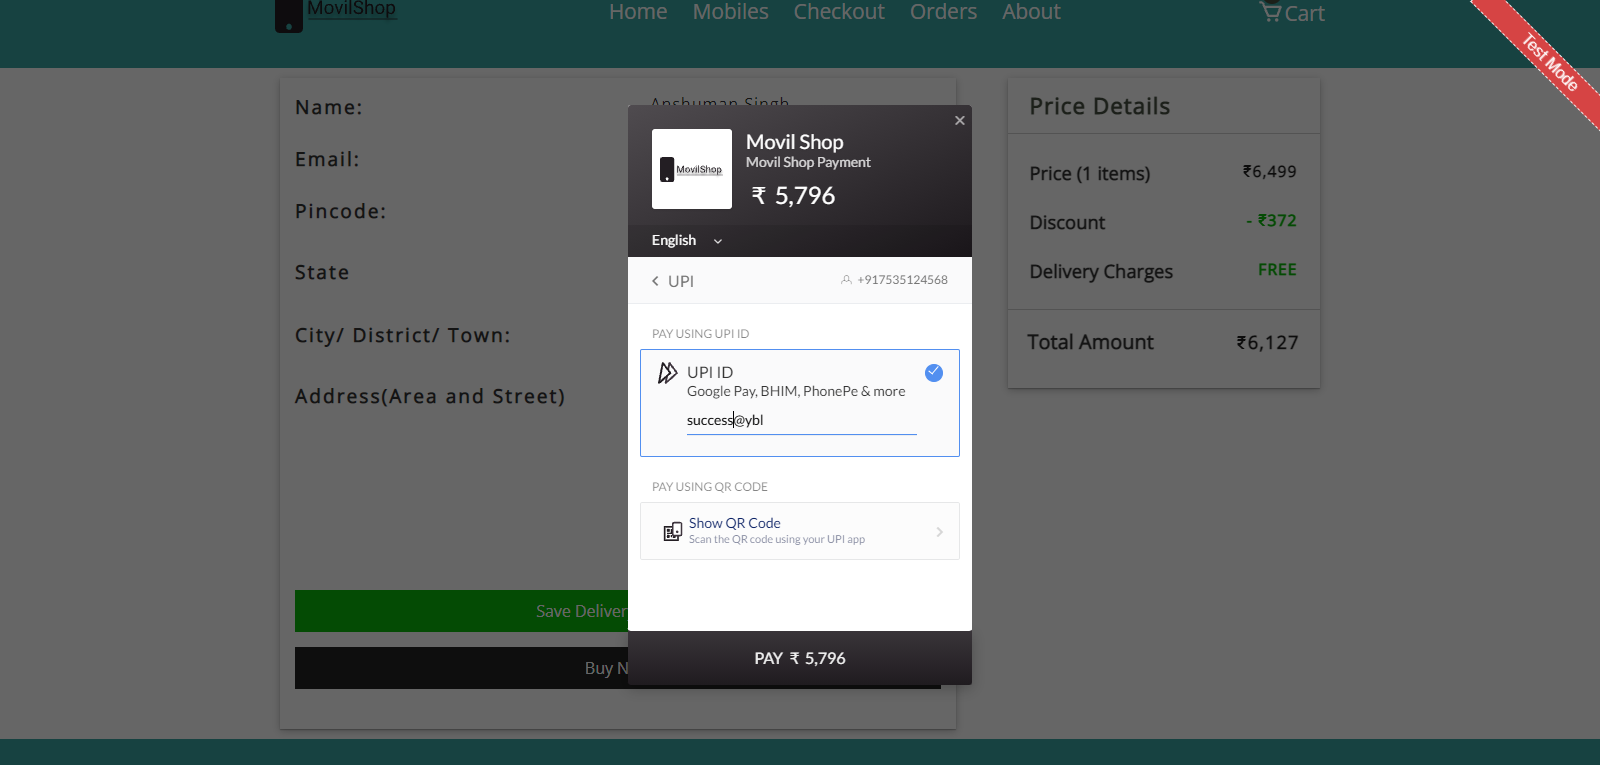 MovilShop
Home Mobiles Checkout Orders About
Cart
Test Mode
Name:
Anshuman Singh
Email:
Pincode:
State
City/ District/ Town:
Address(Area and Street)
Save Deliver
Buy N
MovilShop
Movil Shop
Movil Shop Payment
₹ 5,796
English
UPI
+917535124568
PAY USING UPI ID
UPI ID
Google Pay, BHIM, PhonePe & more
success@ybl
PAY USING QR CODE
Show QR Code
Scan the QR code using your UPI app
PAY ₹ 5,796
Price Details
Price (1 items) ₹6,499
Discount - ₹372
Delivery Charges FREE
Total Amount ₹6,127